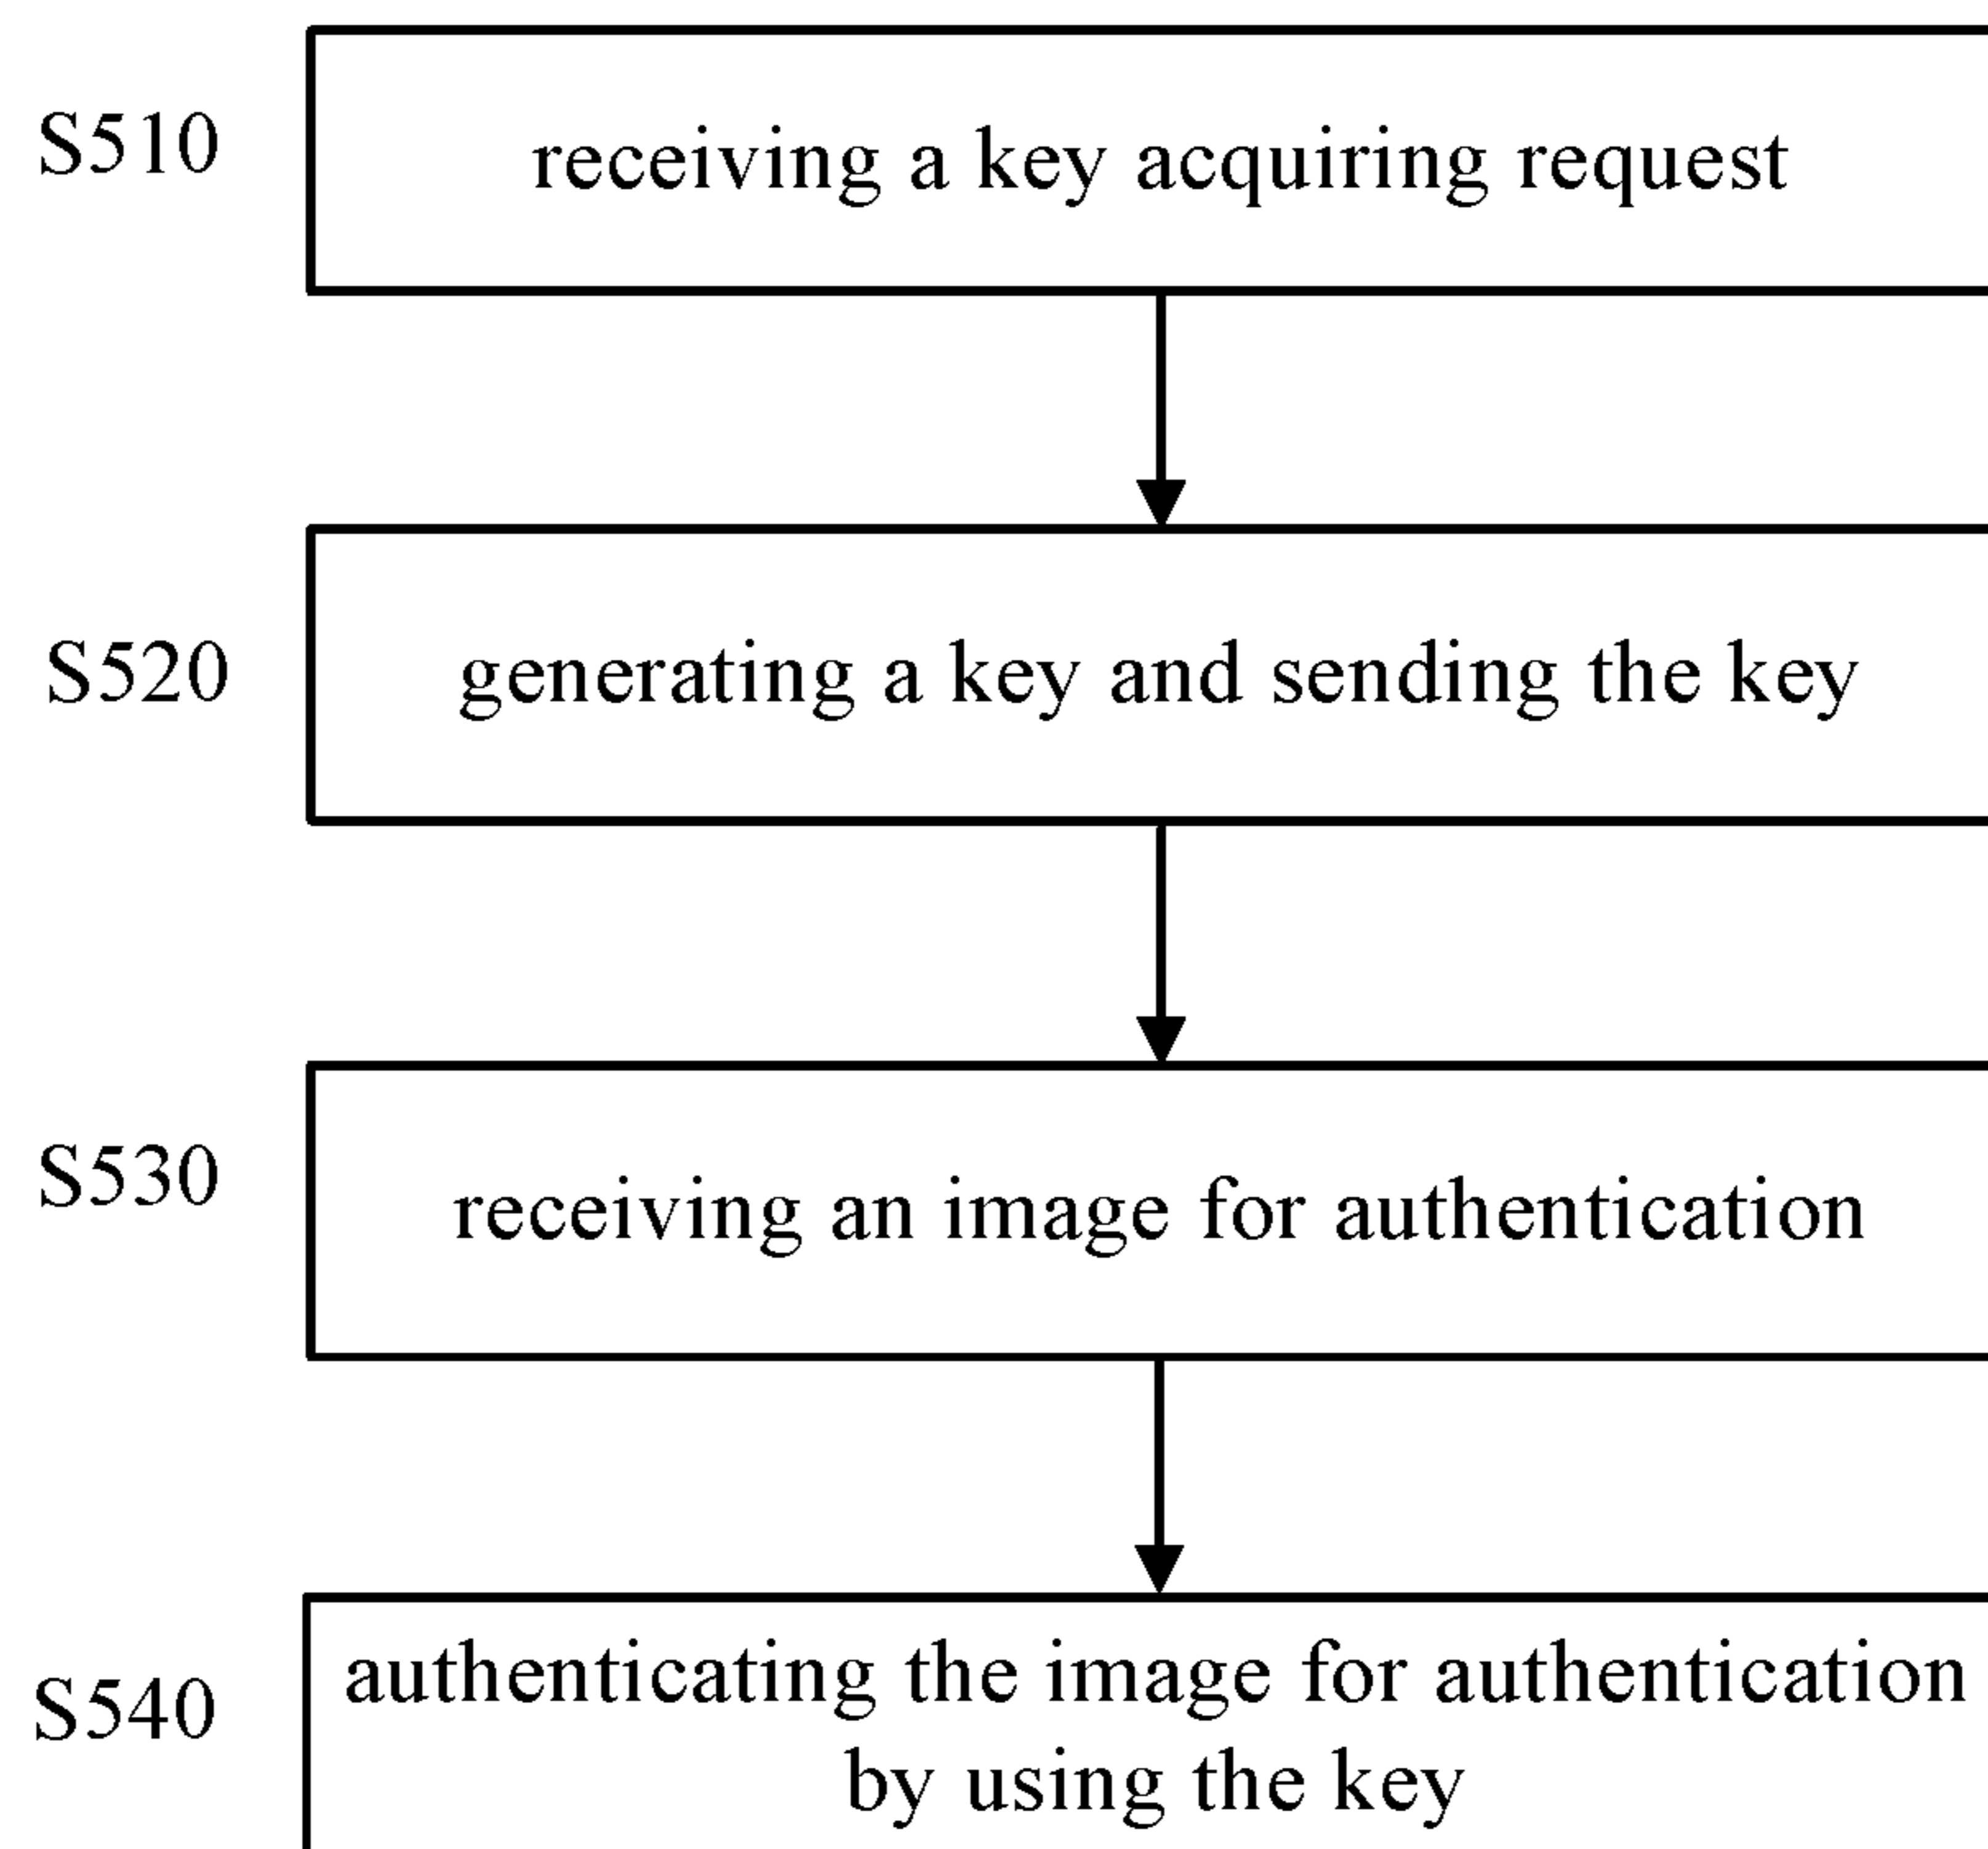 S510
receiving a key acquiring request
S520
generating a key and sending the key
S530
receiving an image for authentication
S540
authenticating the image for authentication
by using the key